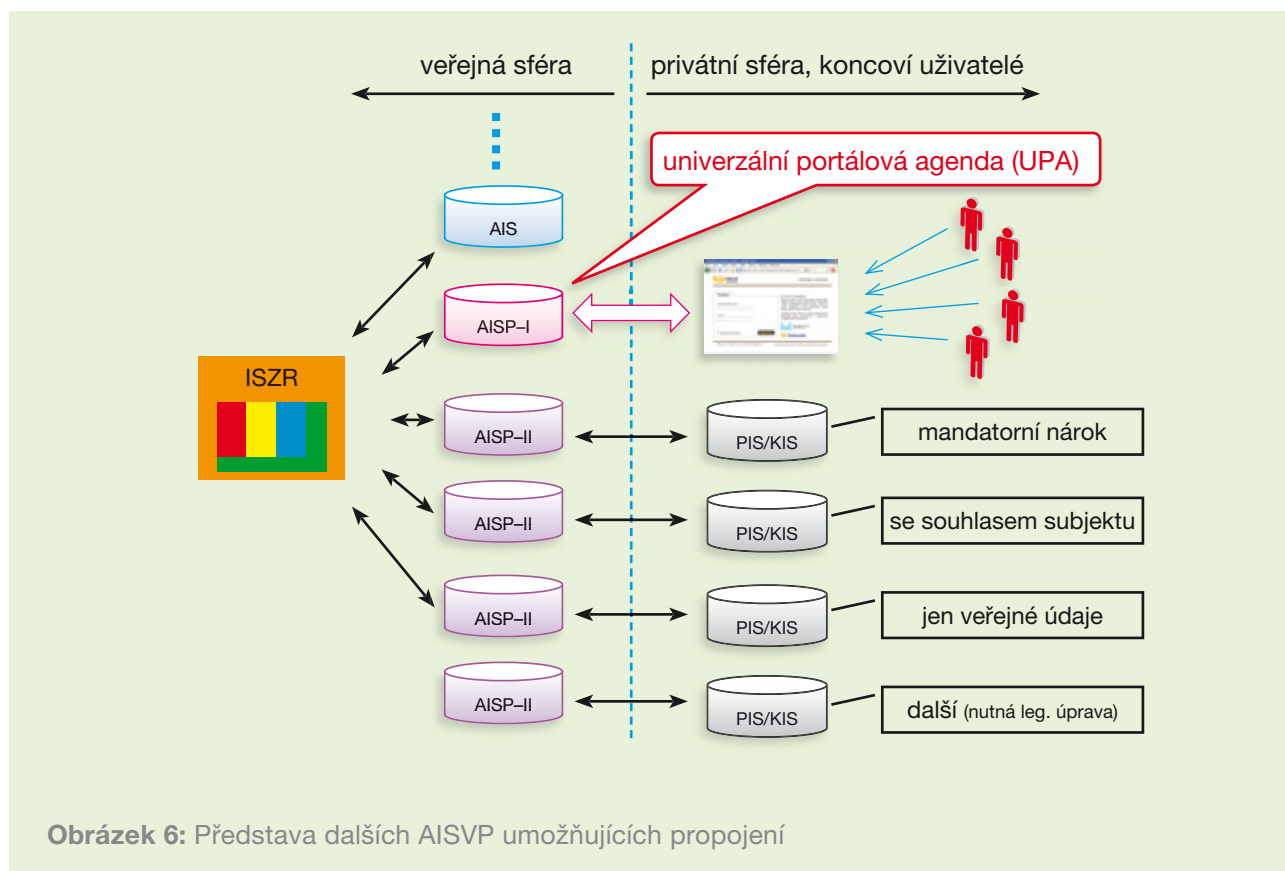 veřejná sféra
privátní sféra, koncoví uživatelé
univerzální portálová agenda (UPA)
AIS
AISP–I
ISZR
AISP–II
PIS/KIS
mandatorní nárok
AISP–II
PIS/KIS
se souhlasem subjektu
AISP–II
PIS/KIS
jen veřejné údaje
AISP–II
PIS/KIS
další (nutná leg. úprava)
Obrázek 6: Představa dalších AISVP umožňujících propojení